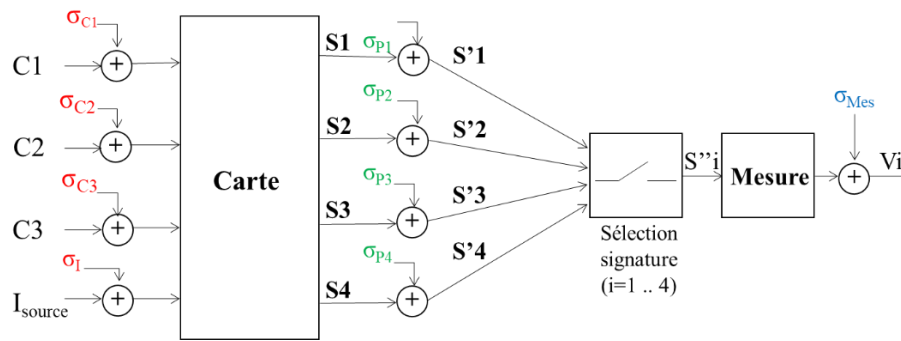 σC1
C1
σC2
C2
σC3
C3
σI
Isource
Carte
S1
σP1
S'1
σP2
S2
S'2
σP3
S3
S'3
σP4
S4
S'4
Sélection
signature
(i=1 .. 4)
S''i
Mesure
σMes
Vi